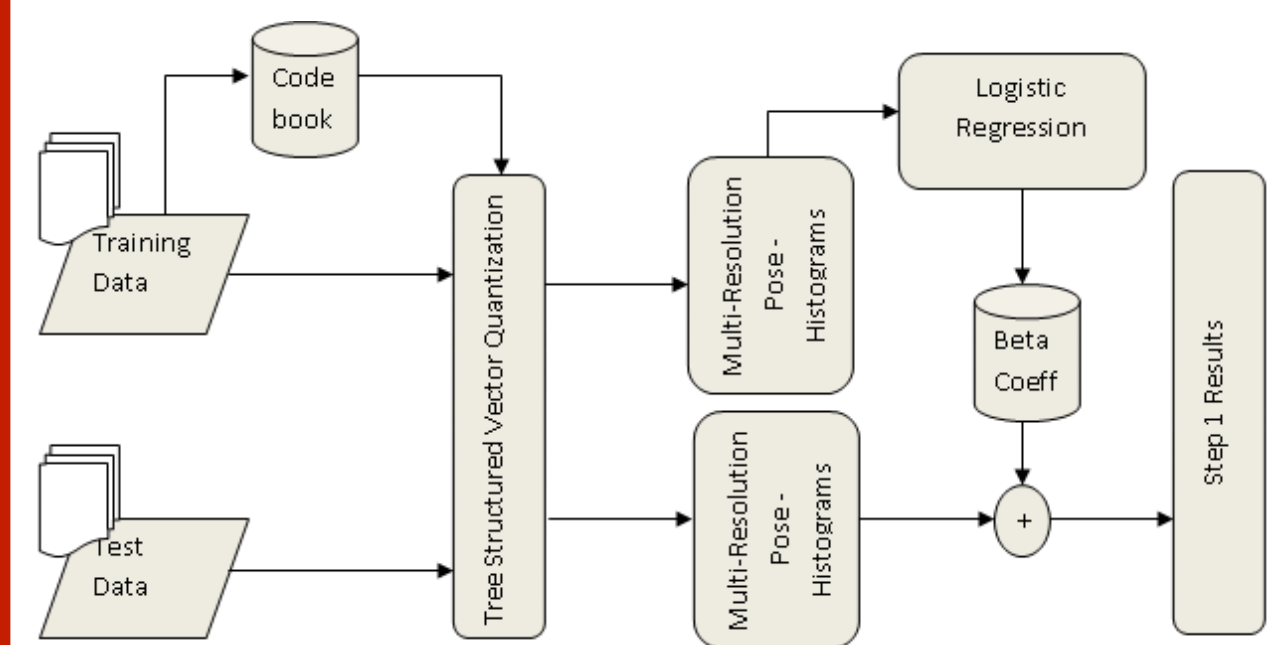 Code
book
Training
Data
Tree Structured Vector Quantization
Multi-Resolution
Pose -
Histograms
Logistic
Regression
Beta
Coeff
Step 1 Results
Test
Data
Multi-Resolution
Pose -
Histograms
+